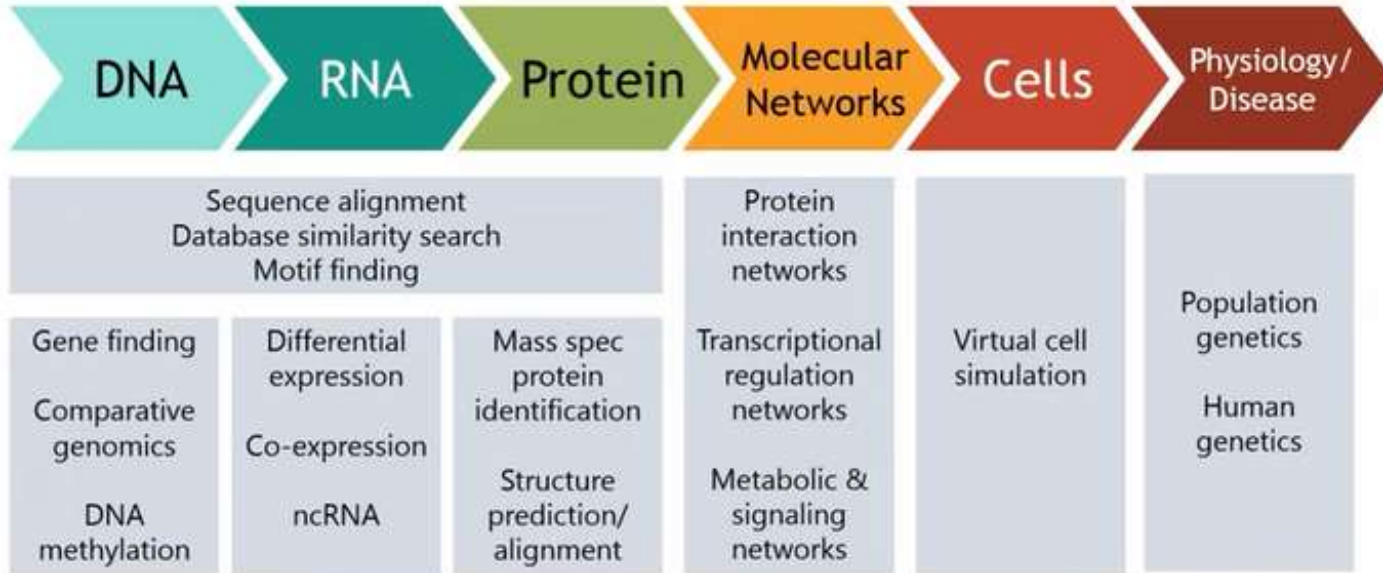 DNA
RNA
Protein
Molecular
Networks
Cells
Physiology/
Disease
Sequence alignment
Database similarity search
Motif finding
Gene finding
Comparative
genomics
DNA
methylation
Differential
expression
Co-expression
ncRNA
Mass spec
protein
identification
Structure
prediction/
alignment
Protein
interaction
networks
Transcriptional
regulation
networks
Metabolic &
signaling
networks
Virtual cell
simulation
Population
genetics
Human
genetics